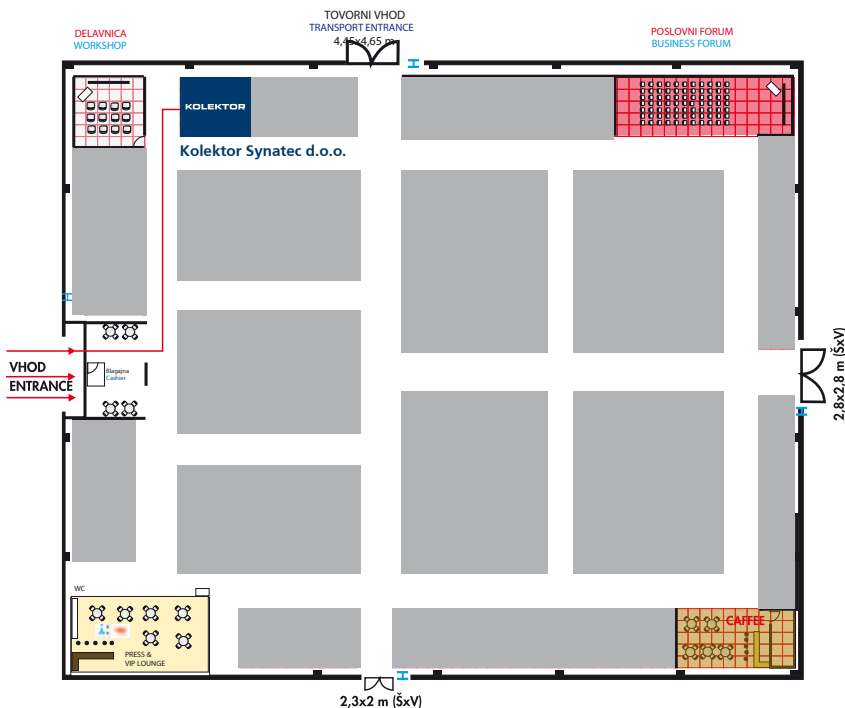 TOVORNI VHOD
TRANSPORT ENTRANCE
4,45x4,65 m
DELAVNICA
WORKSHOP
POSLOVNI FORUM
BUSINESS FORUM
KOLEKTOR
Kolektor Synatec d.o.o.
H
H
VHOD
ENTRANCE
Blagajna
Cashier
2,8x2,8 m (ŠxV)
H
WC
PRESS &
VIP LOUNGE
CAFFEE
H
2,3x2 m (ŠxV)